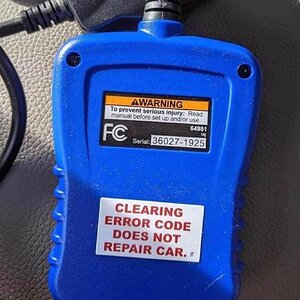 ⚠WARNING
To prevent serious injury: Read
manual before set up and/or use.
FC
64981
Serial: 36027-1925
CLEARING
ERROR CODE
DOES NOT
REPAIR CAR.